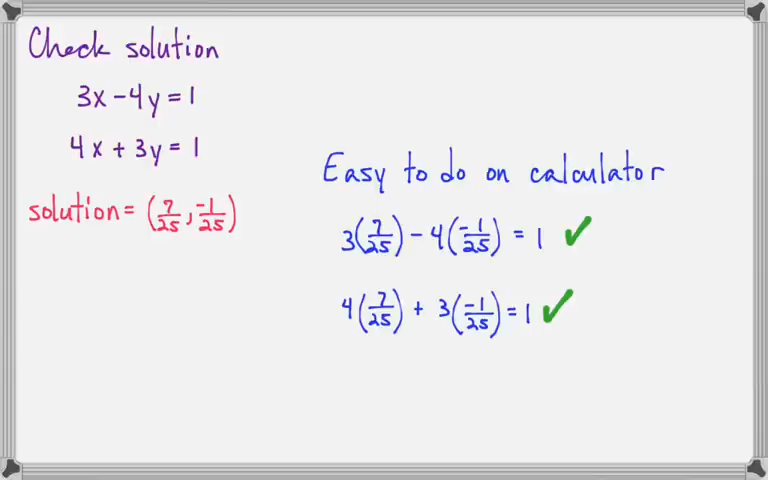 Check solution
3x - 4y = 1
4x + 3y = 1
solution = (7/25, -1/25)
Easy to do on calculator
3(7/25) - 4(-1/25) = 1 ✓
4(7/25) + 3(-1/25) = 1 ✓